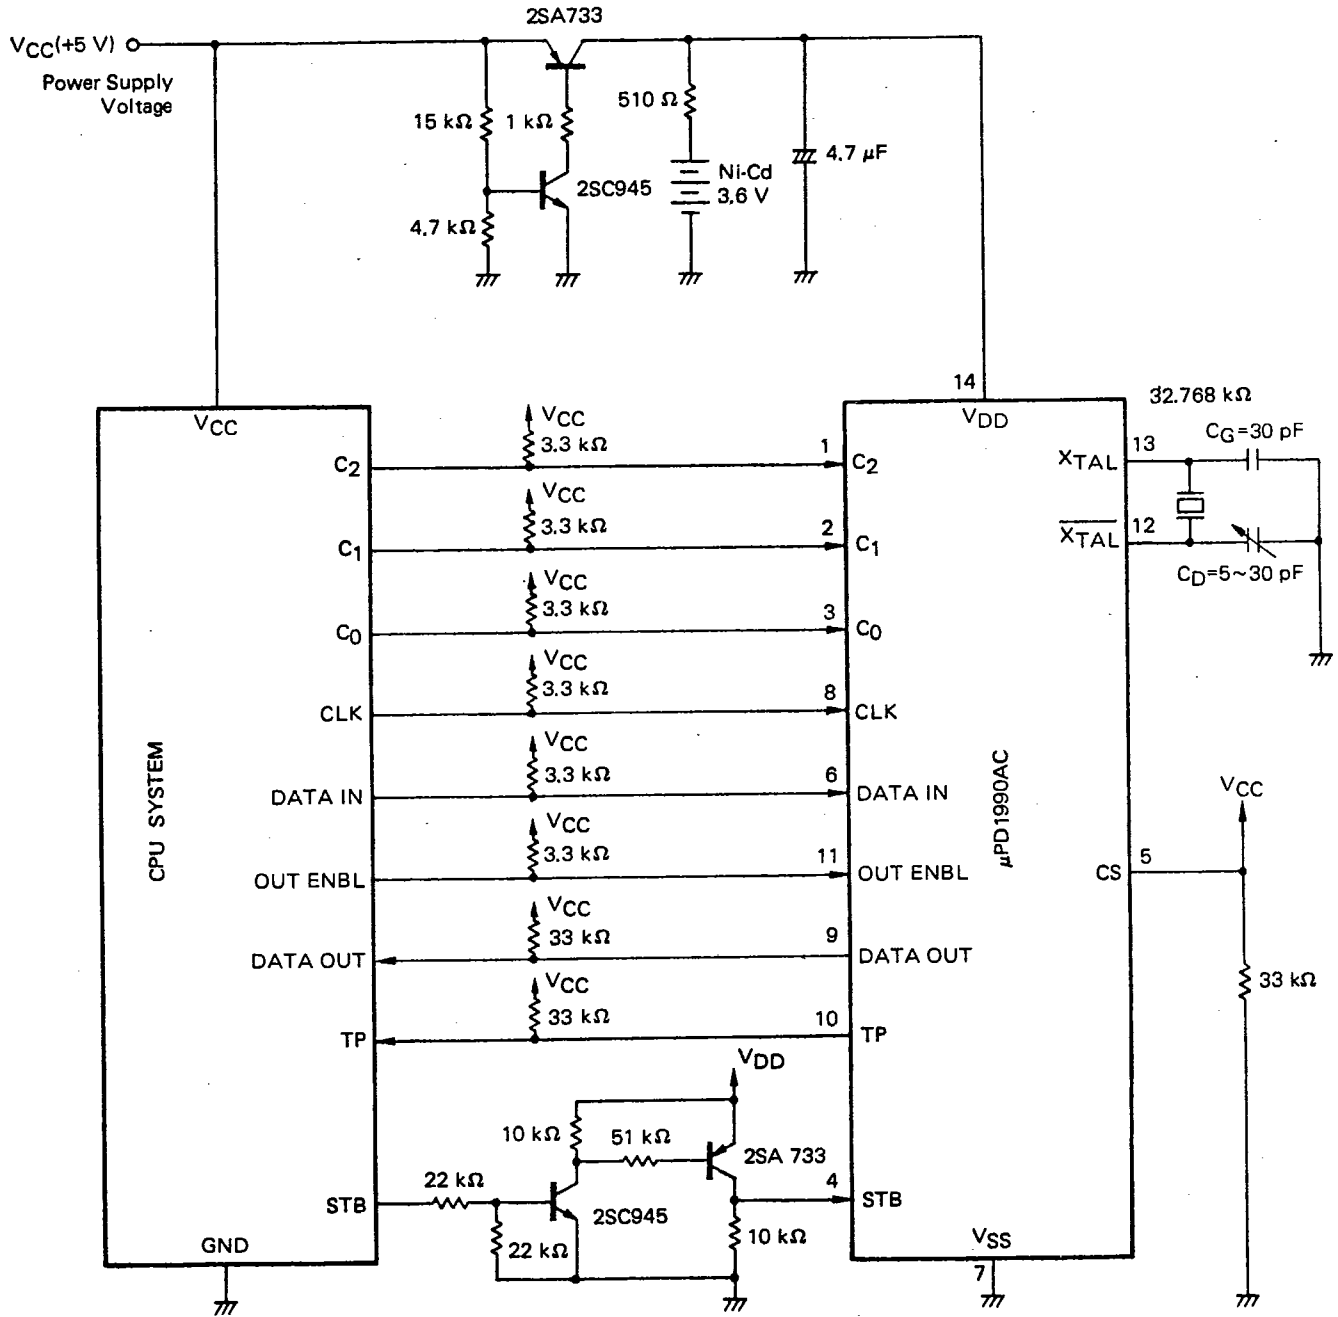 2SA733
VCC(+5 V)
Power Supply
Voltage
15 kΩ
1 kΩ
510 Ω
4.7 μF
Ni-Cd
3.6 V
2SC945
4.7 kΩ
14
32.768 kΩ
VCC
VDD
CG=30 pF
13
XTAL
12
XTAL
CD=5~30 pF
C2
VCC
3.3 kΩ
1
C2
C1
VCC
3.3 kΩ
2
C1
C0
VCC
3.3 kΩ
3
C0
CLK
VCC
3.3 kΩ
8
CLK
CPU SYSTEM
μPD1990AC
DATA IN
VCC
3.3 kΩ
6
DATA IN
VCC
OUT ENBL
VCC
3.3 kΩ
11
OUT ENBL
CS
5
DATA OUT
VCC
33 kΩ
9
DATA OUT
33 kΩ
TP
VCC
33 kΩ
10
TP
VDD
10 kΩ
51 kΩ
2SA 733
STB
22 kΩ
4
STB
2SC945
22 kΩ
10 kΩ
GND
VSS
7